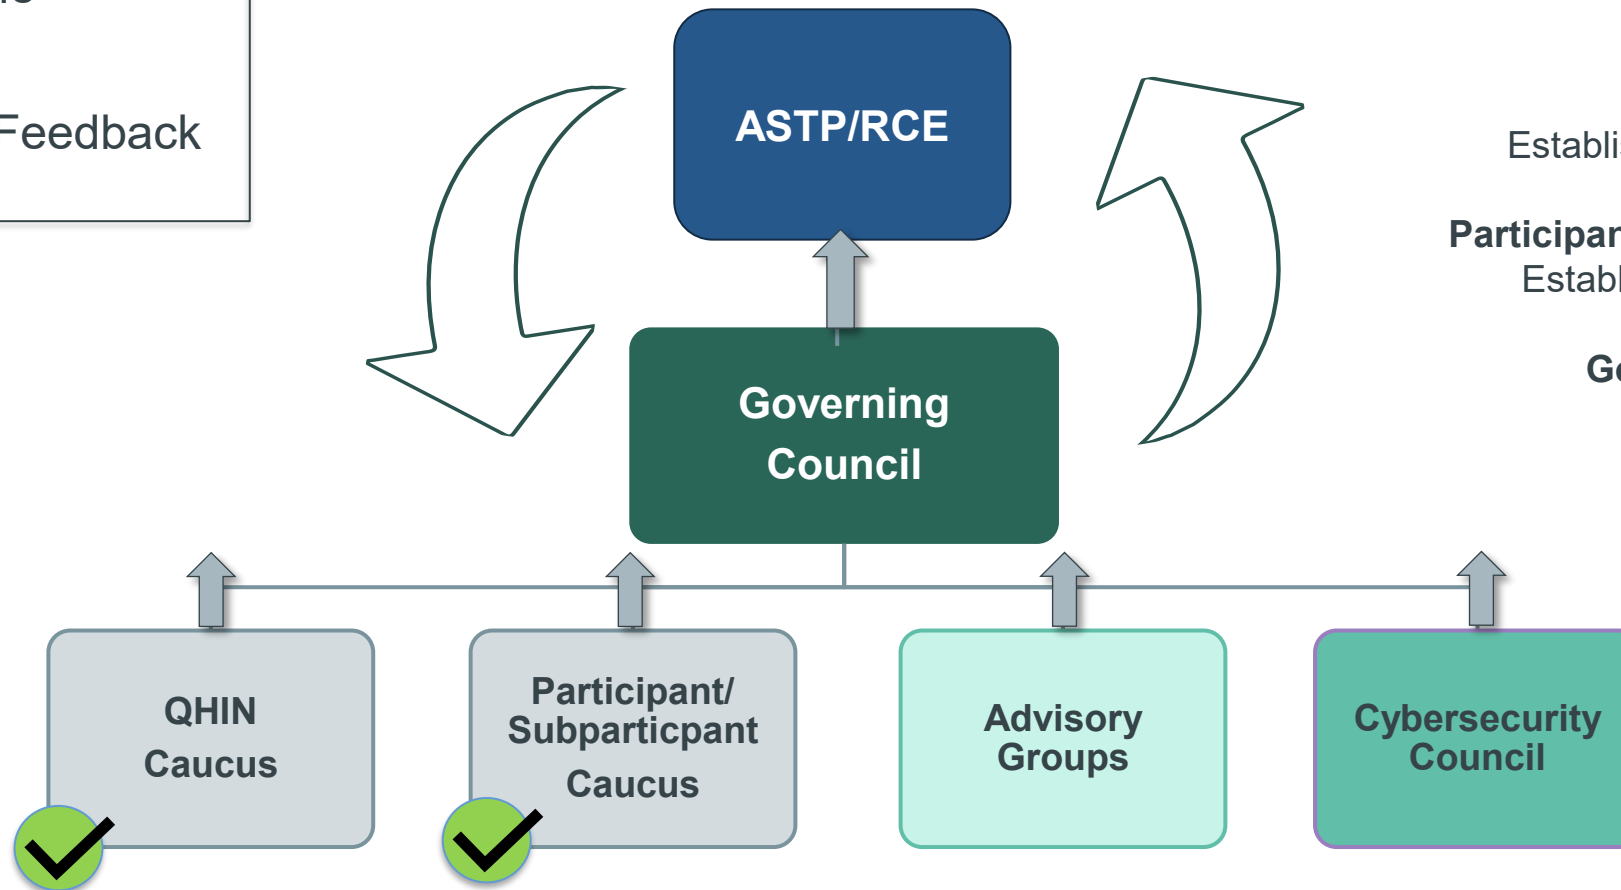 Feedback
ASTP/RCE
Governing
Council
QHIN
Caucus
Participant/
Subparticpant
Caucus
Advisory
Groups
Cybersecurity
Council